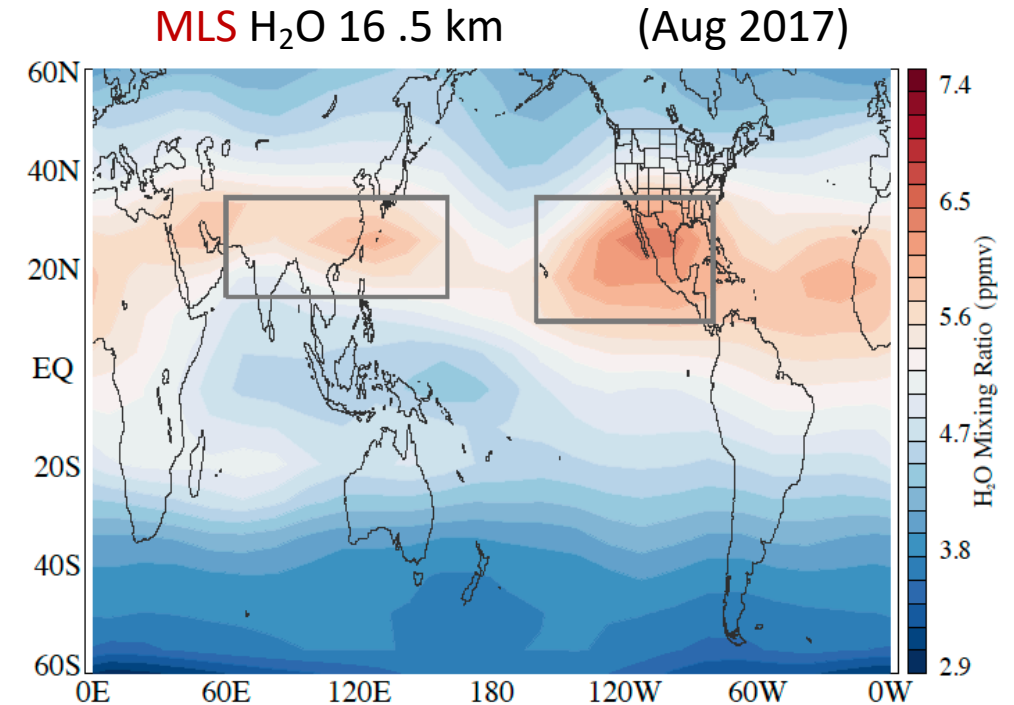 MLS H₂O 16 .5 km (Aug 2017)
60N
40N
20N
EQ
20S
40S
60S
0E 60E 120E 180 120W 60W 0W
7.4
6.5
5.6
4.7
3.8
2.9
H₂O Mixing Ratio (ppmv)